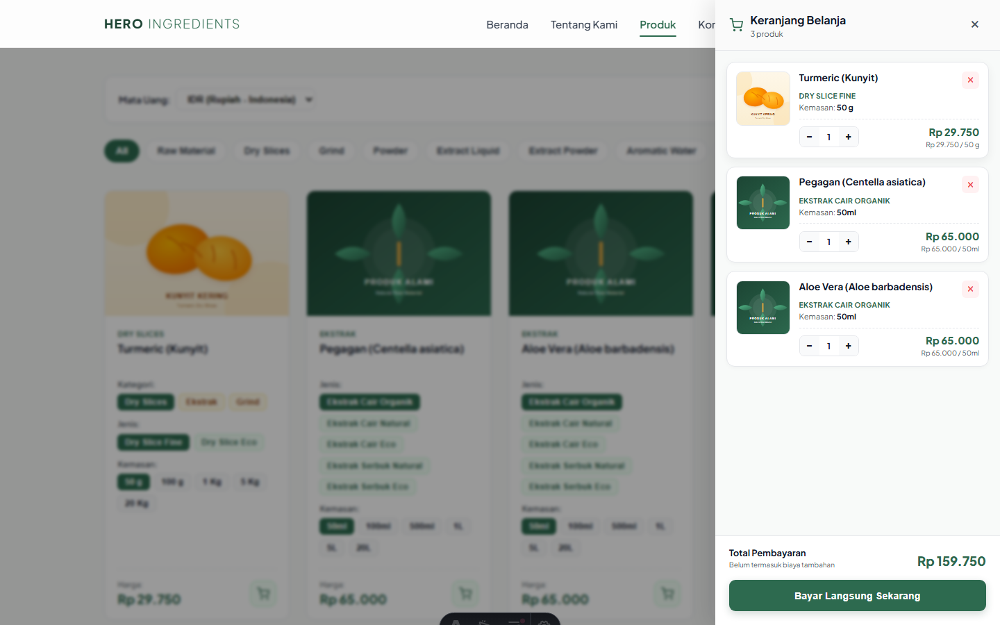 HERO INGREDIENTS
Beranda
Tentang Kami
Produk
Kor
Mata Uang:
IDR (Rupiah - Indonesia)
All
Raw Material
Dry Slices
Grind
Powder
Extract Liquid
Extract Powder
Aromatic Water
KUNYIT KERING
DRY SLICES
Turmeric (Kunyit)
Kategori:
Dry Slices
Ekstrak
Grind
Jenis:
Dry Slice Fine
Dry Slice Eco
Kemasan:
50 g
100 g
1 Kg
5 Kg
20 Kg
Harga:
Rp 29.750
PRODUK ALAMI
EKSTRAK
Pegagan (Centella asiatica)
Jenis:
Ekstrak Cair Organik
Ekstrak Cair Natural
Ekstrak Cair Eco
Ekstrak Serbuk Natural
Ekstrak Serbuk Eco
Kemasan:
50ml
100ml
500ml
1L
5L
20L
Harga:
Rp 65.000
PRODUK ALAMI
EKSTRAK
Aloe Vera (Aloe barbadensis)
Jenis:
Ekstrak Cair Organik
Ekstrak Cair Natural
Ekstrak Cair Eco
Ekstrak Serbuk Natural
Ekstrak Serbuk Eco
Kemasan:
50ml
100ml
500ml
1L
5L
20L
Harga:
Rp 65.000
Keranjang Belanja
3 produk
KUNYIT KERING
Turmeric (Kunyit)
DRY SLICE FINE
Kemasan: 50 g
− 1 +
Rp 29.750
Rp 29.750 / 50 g
PRODUK ALAMI
Pegagan (Centella asiatica)
EKSTRAK CAIR ORGANIK
Kemasan: 50ml
− 1 +
Rp 65.000
Rp 65.000 / 50ml
PRODUK ALAMI
Aloe Vera (Aloe barbadensis)
EKSTRAK CAIR ORGANIK
Kemasan: 50ml
− 1 +
Rp 65.000
Rp 65.000 / 50ml
Total Pembayaran
Belum termasuk biaya tambahan
Rp 159.750
Bayar Langsung Sekarang